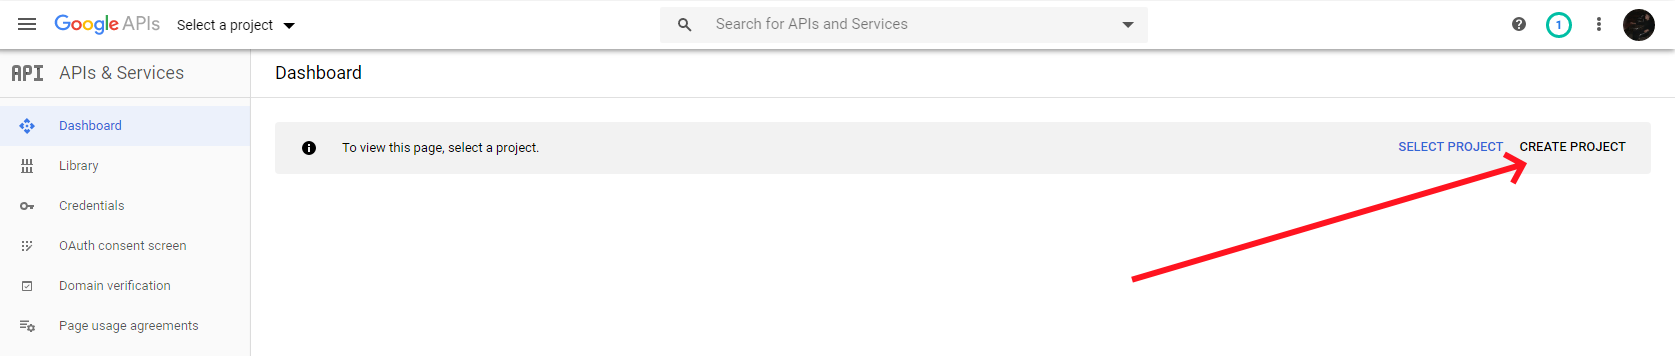 Google APIs Select a project Search for APIs and Services 1
API APIs & Services Dashboard
Dashboard
To view this page, select a project. SELECT PROJECT CREATE PROJECT
Library
Credentials
OAuth consent screen
Domain verification
Page usage agreements